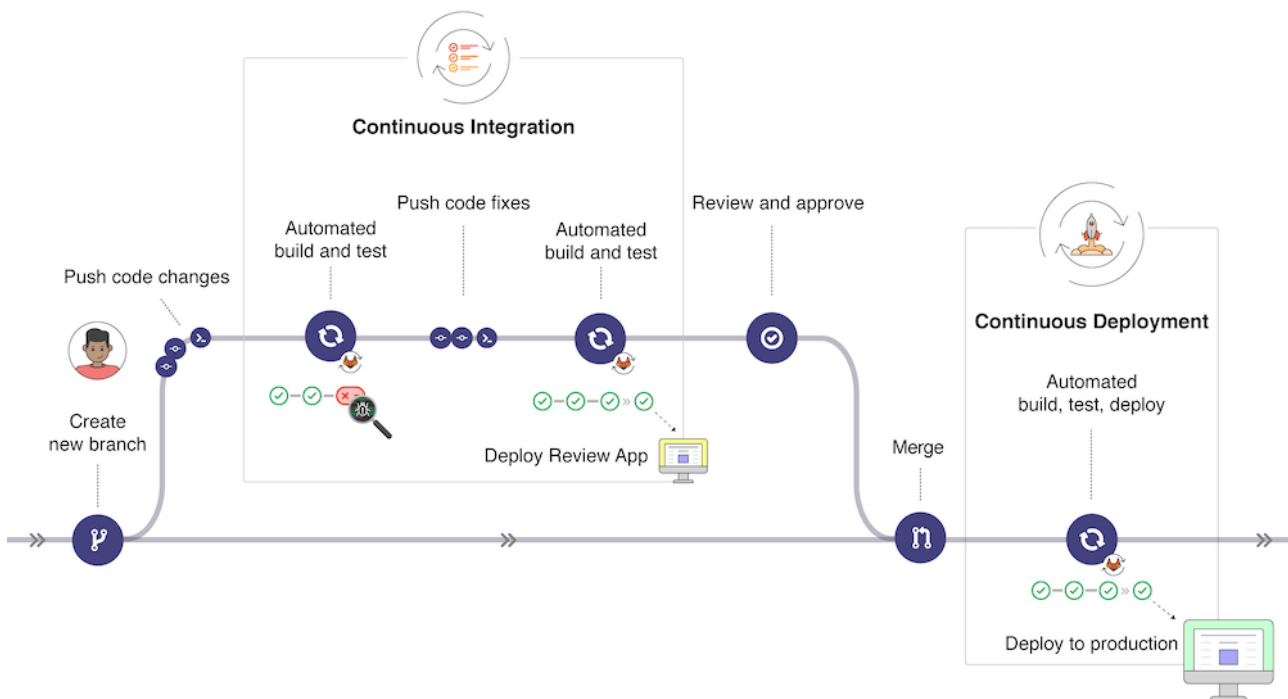 Continuous Integration
Push code fixes
Review and approve
Automated
build and test
Automated
build and test
Push code changes
Continuous Deployment
Automated
build, test, deploy
Create
new branch
Deploy Review App
Merge
Deploy to production